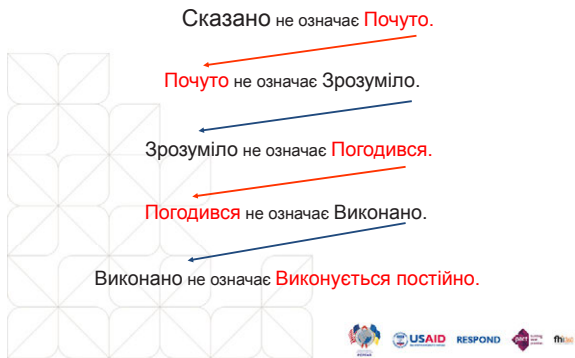 Сказано не означає Почуто.
Почуто не означає Зрозуміло.
Зрозуміло не означає Погодився.
Погодився не означає Виконано.
Виконано не означає Виконується постійно.
USAID RESPOND